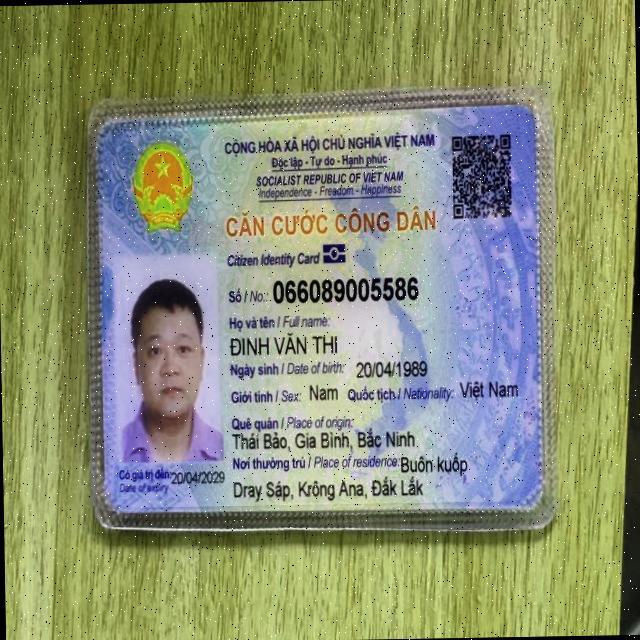 CỘNG HÒA XÃ HỘI CHỦ NGHĨA VIỆT NAM
Độc lập - Tự do - Hạnh phúc
SOCIALIST REPUBLIC OF VIET NAM
Independence - Freedom - Happiness
CĂN CƯỚC CÔNG DÂN
Citizen Identity Card
Số / No: 066089005586
Họ và tên / Full name:
ĐINH VĂN THI
Ngày sinh / Date of birth: 20/04/1989
Giới tính / Sex: Nam Quốc tịch / Nationality: Việt Nam
Quê quán / Place of origin:
Thái Bảo, Gia Bình, Bắc Ninh
Nơi thường trú / Place of residence: Buôn kuốp
Dray Sáp, Krông Ana, Đắk Lắk
Có giá trị đến: 20/04/2029
Date of expiry